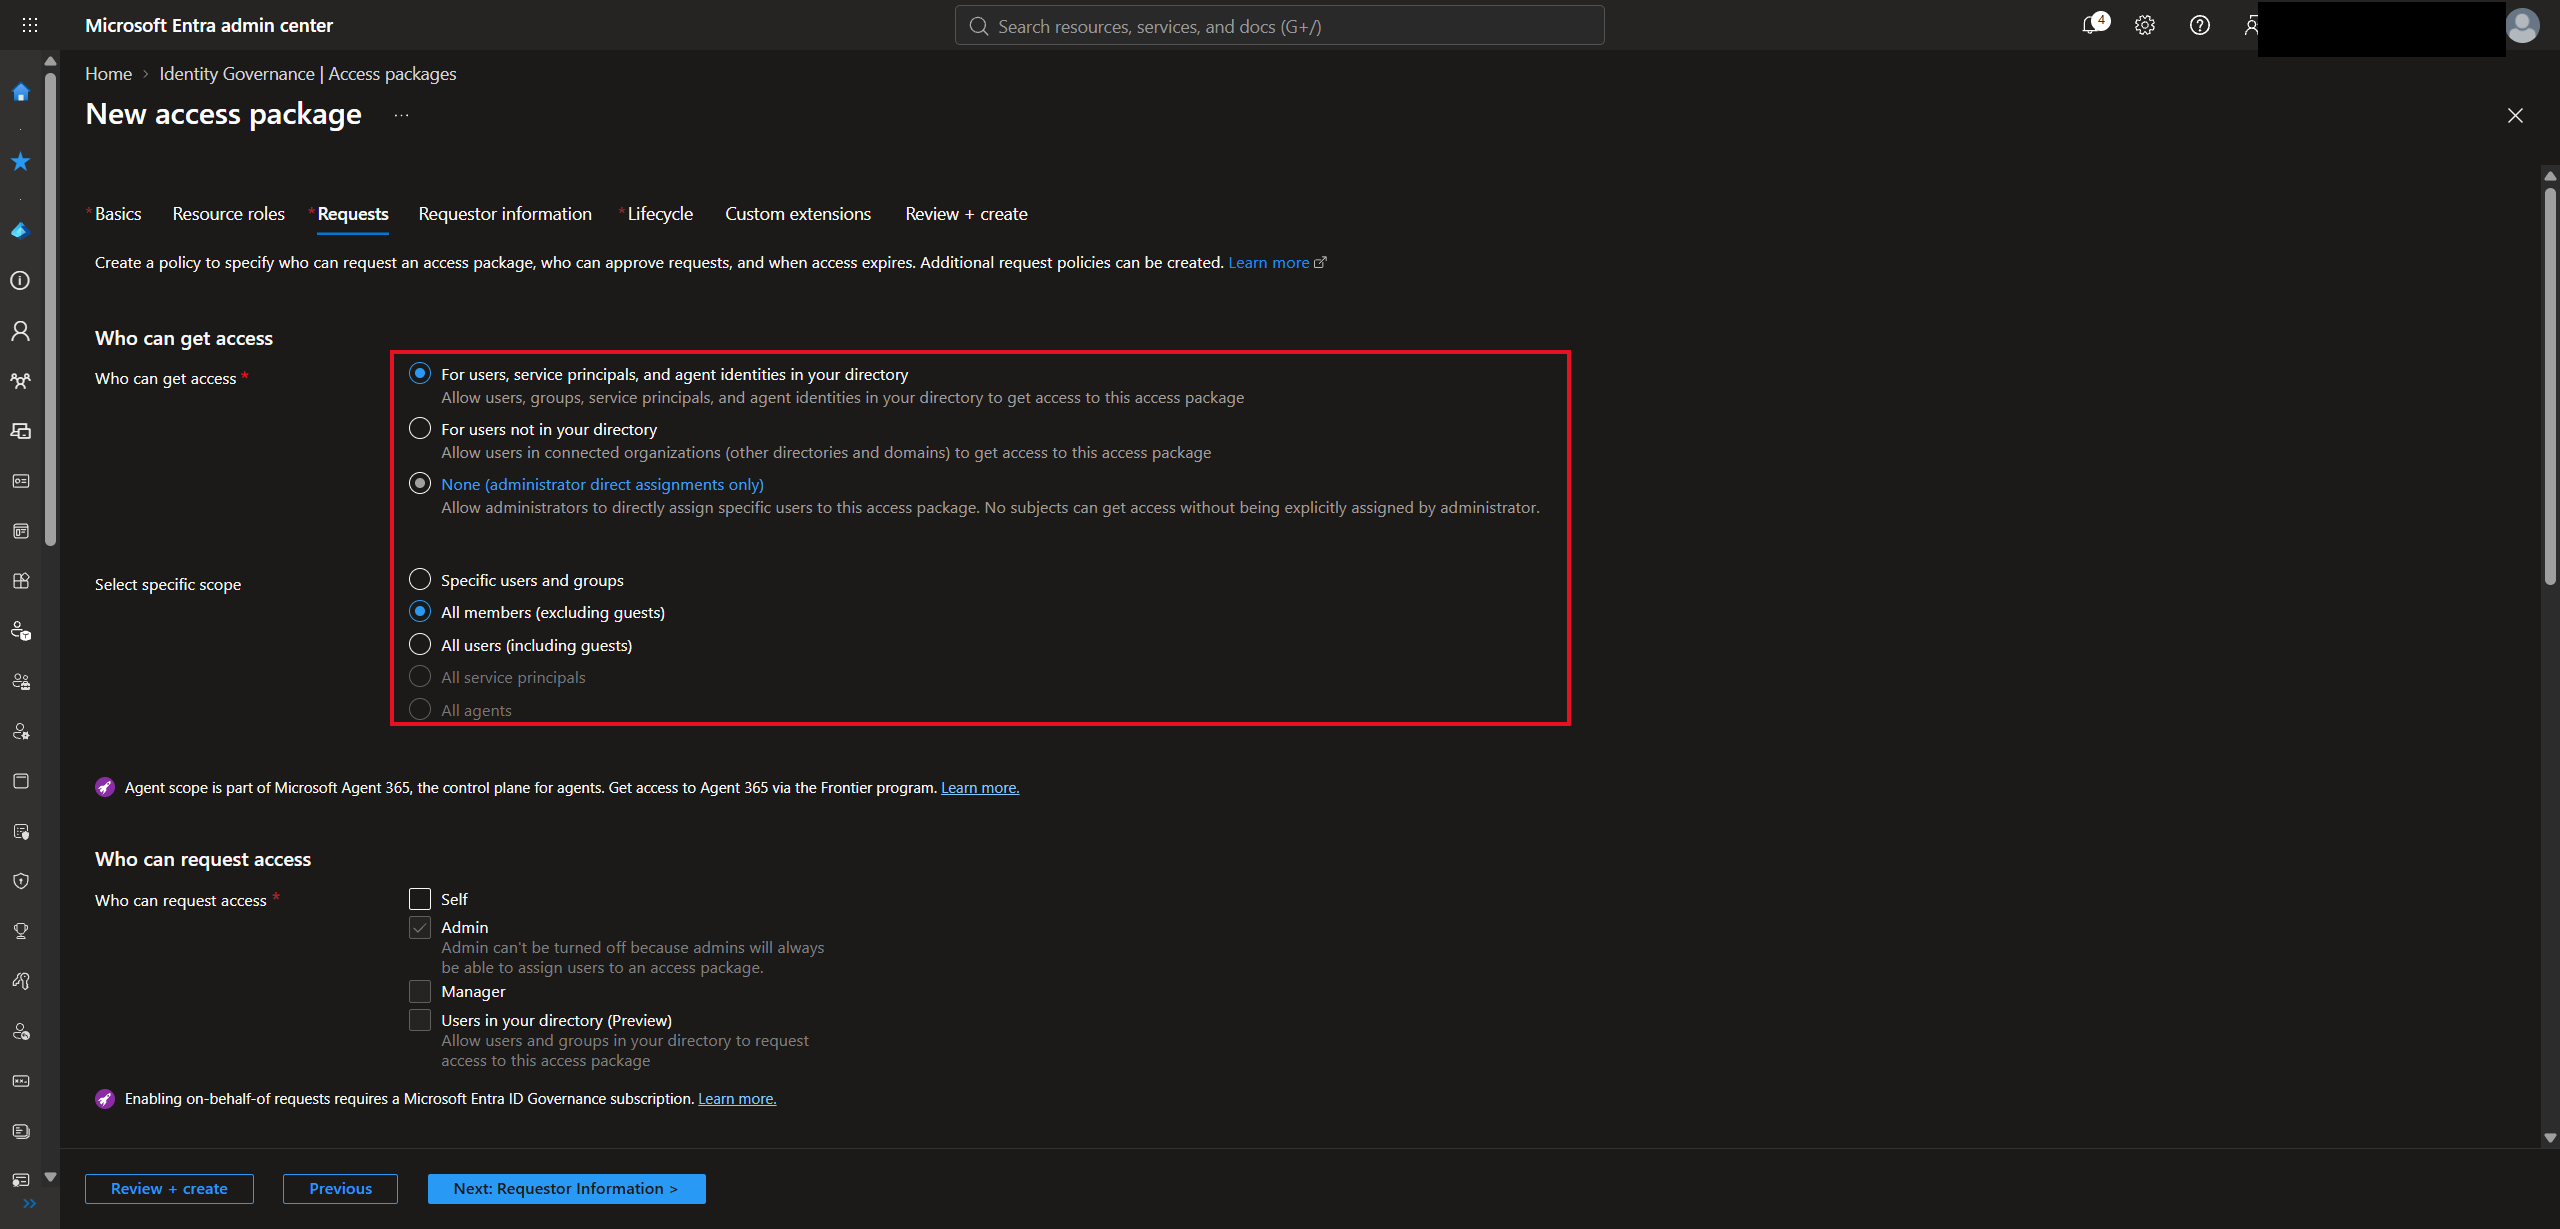 Microsoft Entra admin center
Search resources, services, and docs (G+/)
4
Home > Identity Governance | Access packages
New access package ...
* Basics Resource roles * Requests Requestor information * Lifecycle Custom extensions Review + create
Create a policy to specify who can request an access package, who can approve requests, and when access expires. Additional request policies can be created. Learn more
Who can get access
Who can get access *
For users, service principals, and agent identities in your directory
Allow users, groups, service principals, and agent identities in your directory to get access to this access package
For users not in your directory
Allow users in connected organizations (other directories and domains) to get access to this access package
None (administrator direct assignments only)
Allow administrators to directly assign specific users to this access package. No subjects can get access without being explicitly assigned by administrator.
Select specific scope
Specific users and groups
All members (excluding guests)
All users (including guests)
All service principals
All agents
Agent scope is part of Microsoft Agent 365, the control plane for agents. Get access to Agent 365 via the Frontier program. Learn more.
Who can request access
Who can request access *
Self
Admin
Admin can't be turned off because admins will always
be able to assign users to an access package.
Manager
Users in your directory (Preview)
Allow users and groups in your directory to request
access to this access package
Enabling on-behalf-of requests requires a Microsoft Entra ID Governance subscription. Learn more.
Review + create Previous Next: Requestor Information >